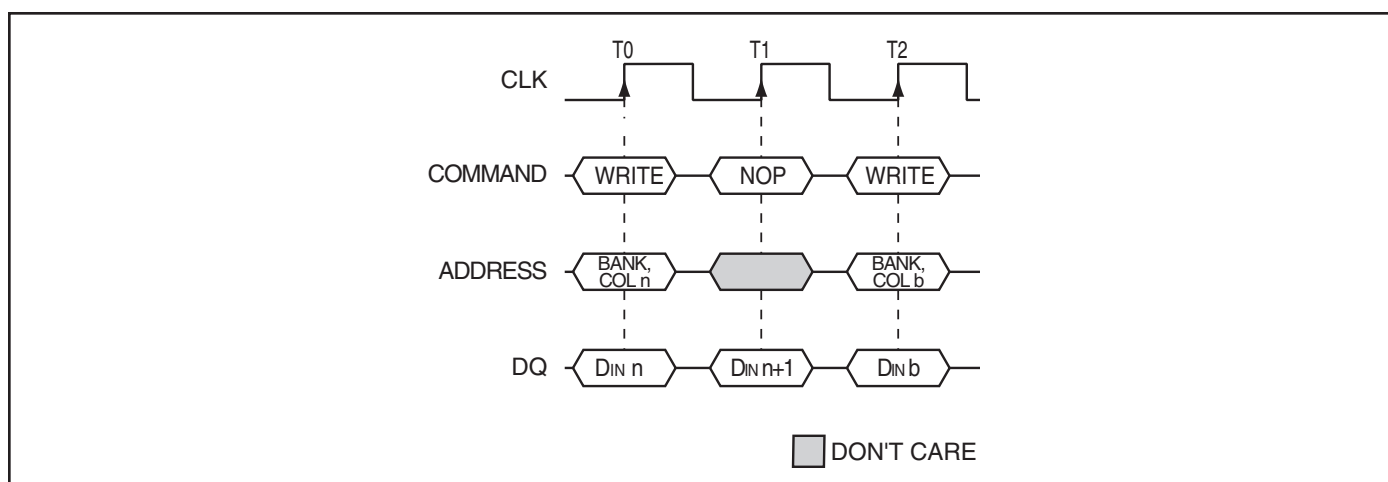 T0 T1 T2
CLK
COMMAND WRITE NOP WRITE
ADDRESS BANK, COL n BANK, COL b
DQ DIN n DIN n+1 DIN b
DON'T CARE